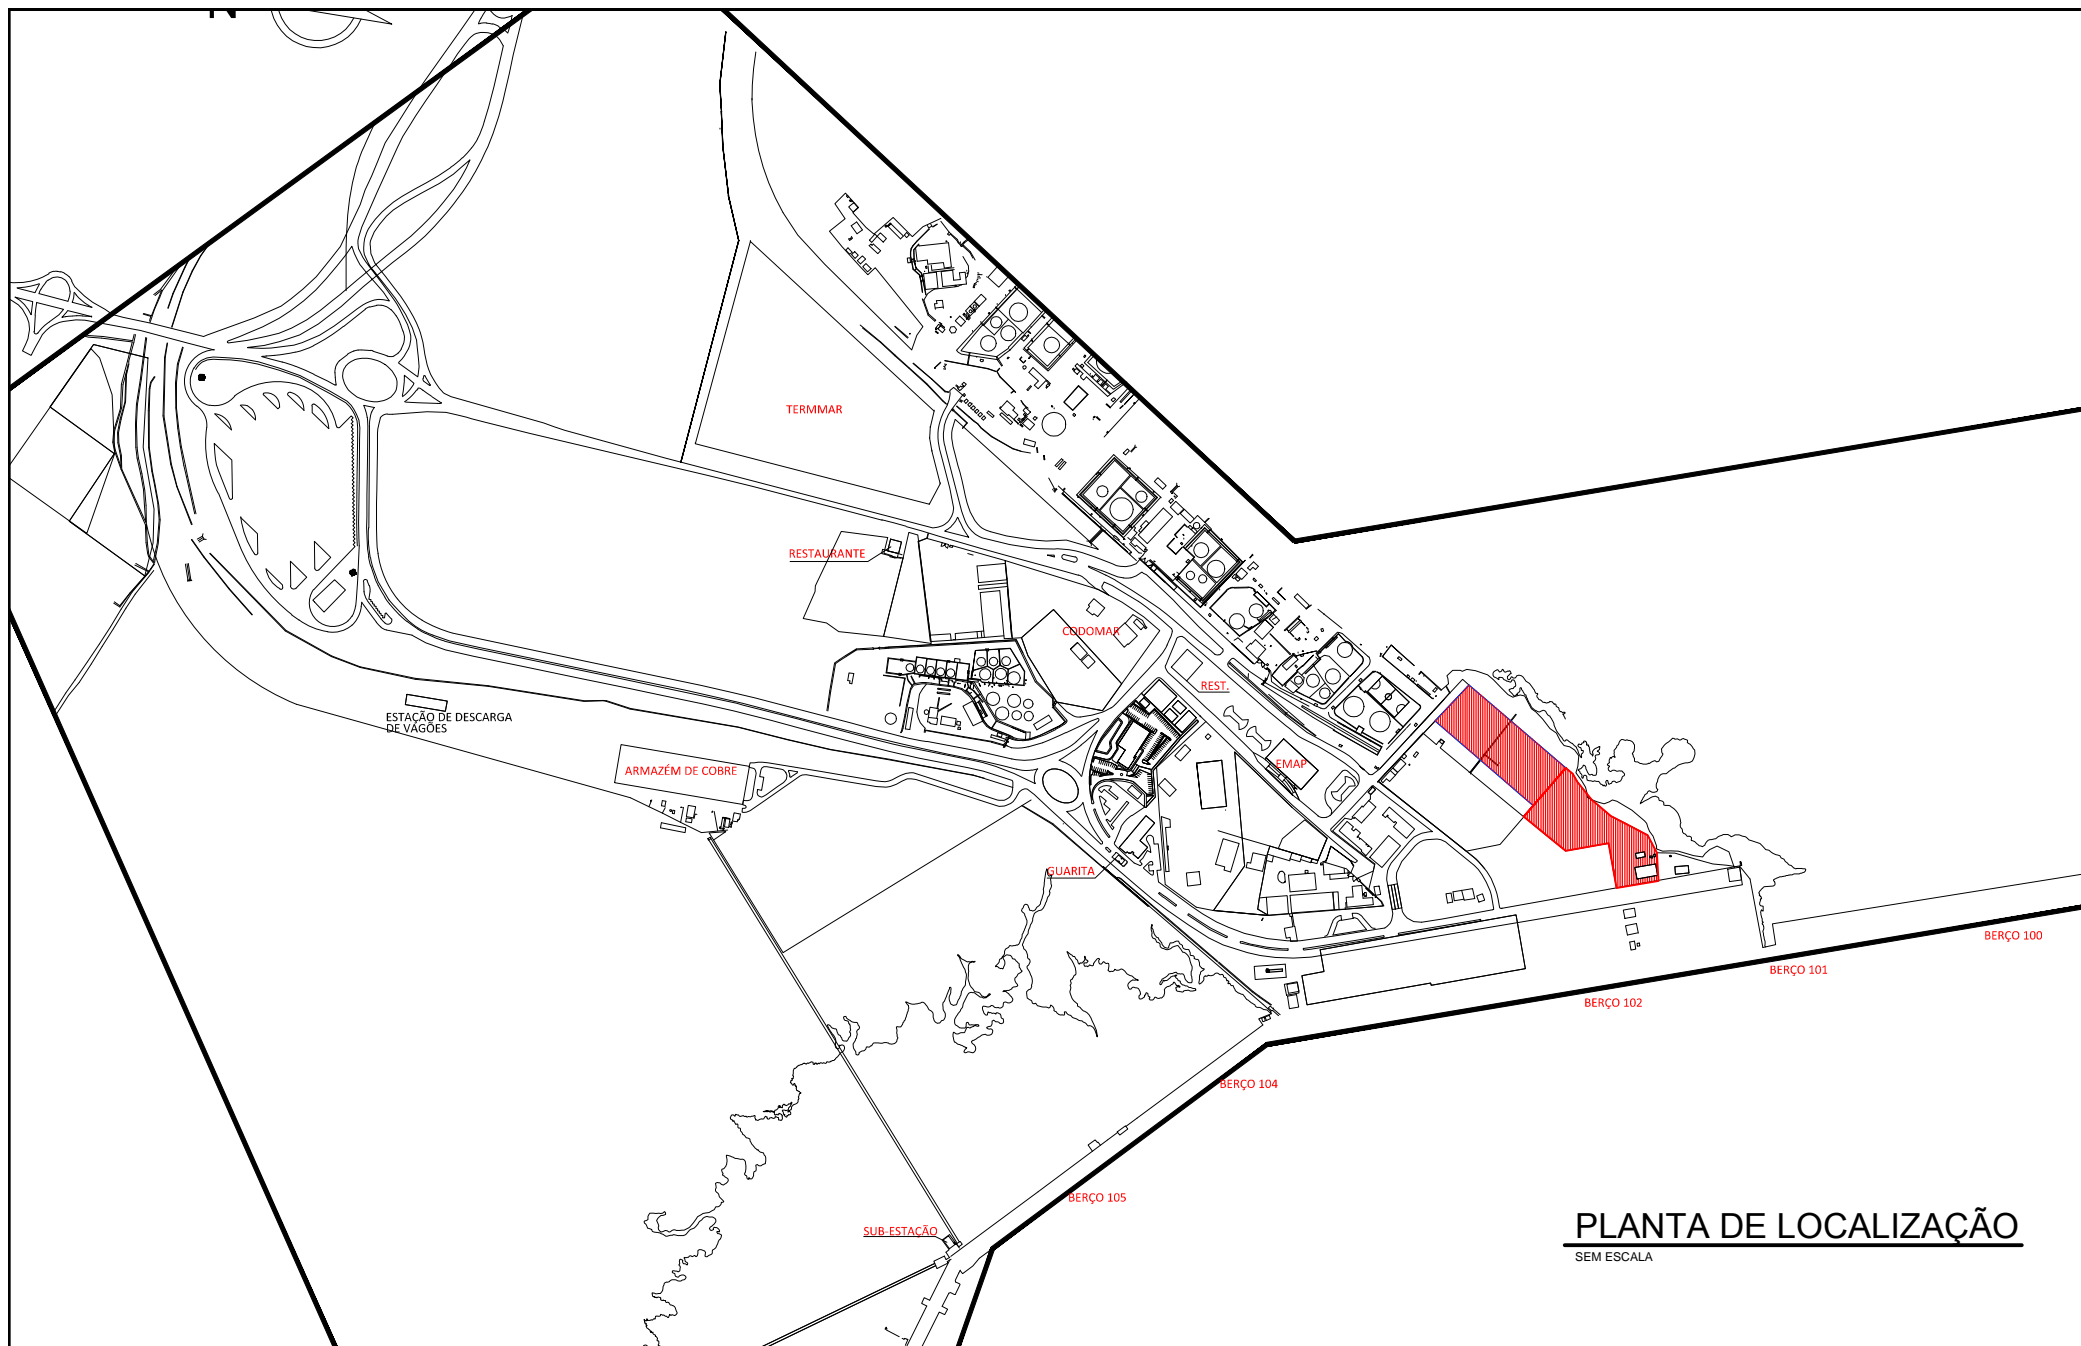 N
TERMMAR
RESTAURANTE
CODOMAR
REST.
ESTAÇÃO DE DESCARGA
DE VAGÕES
ARMAZÉM DE COBRE
EMAP
GUARITA
BERÇO 100
BERÇO 101
BERÇO 102
BERÇO 104
BERÇO 105
SUB-ESTAÇÃO
PLANTA DE LOCALIZAÇÃO
SEM ESCALA